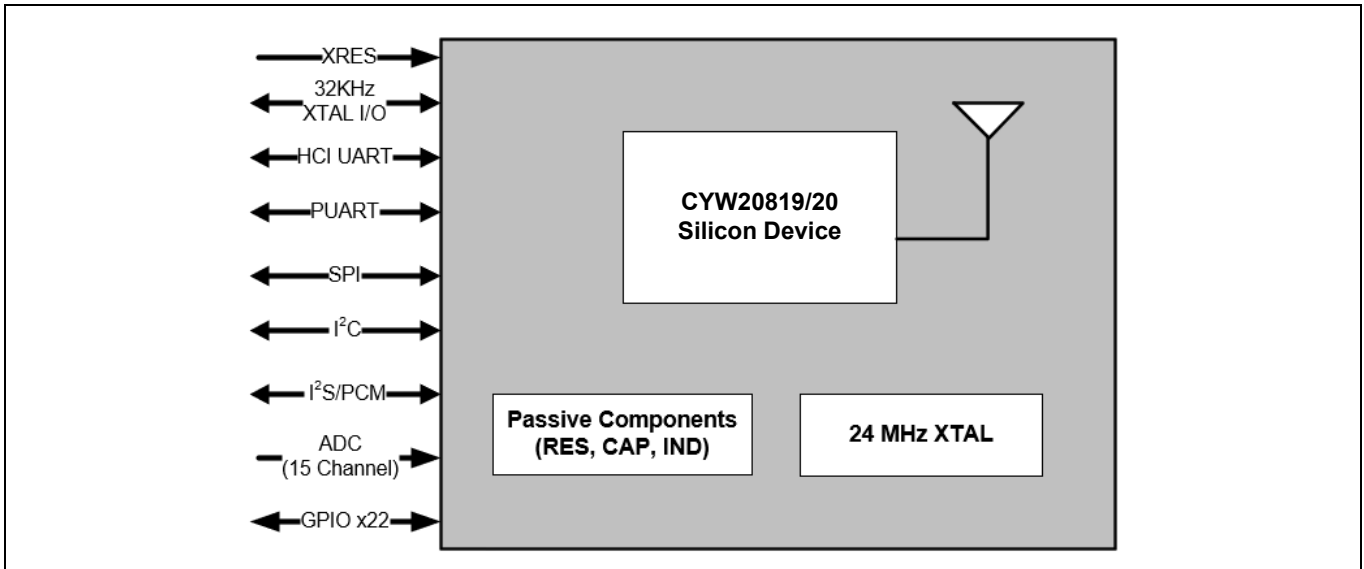 XRES
32KHz
XTAL I/O
HCI UART
PUART
SPI
I²C
I²S/PCM
ADC
(15 Channel)
GPIO x22
CYW20819/20
Silicon Device
Passive Components
(RES, CAP, IND)
24 MHz XTAL